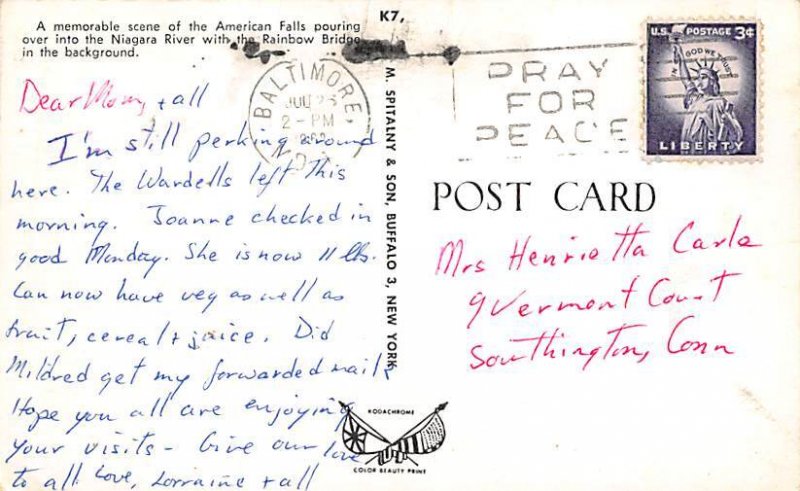 A memorable scene of the American Falls pouring
over into the Niagara River with the Rainbow Bridge
in the background.
K7,
Dear Mom, + all
I'm still perking around
here. The Wardells left this
morning. Joanne checked in
good Monday. She is now 11 lbs.
Can now have veg as well as
fruit, cereal + juice. Did
Mildred get my forwarded mail?
Hope you all are enjoying
your visits - Give our love
to all Love, Lorraine + all
BALTIMORE,
2 - PM
M. SPITALNY & SON, BUFFALO 3, NEW YORK
KODACHROME
COLOR BEAUTY PRINT
PRAY
FOR
PEACE
U.S. POSTAGE 3¢
IN GOD WE TRUST
LIBERTY
POST CARD
Mrs Henrietta Carle
9 Vermont Court
Southington, Conn